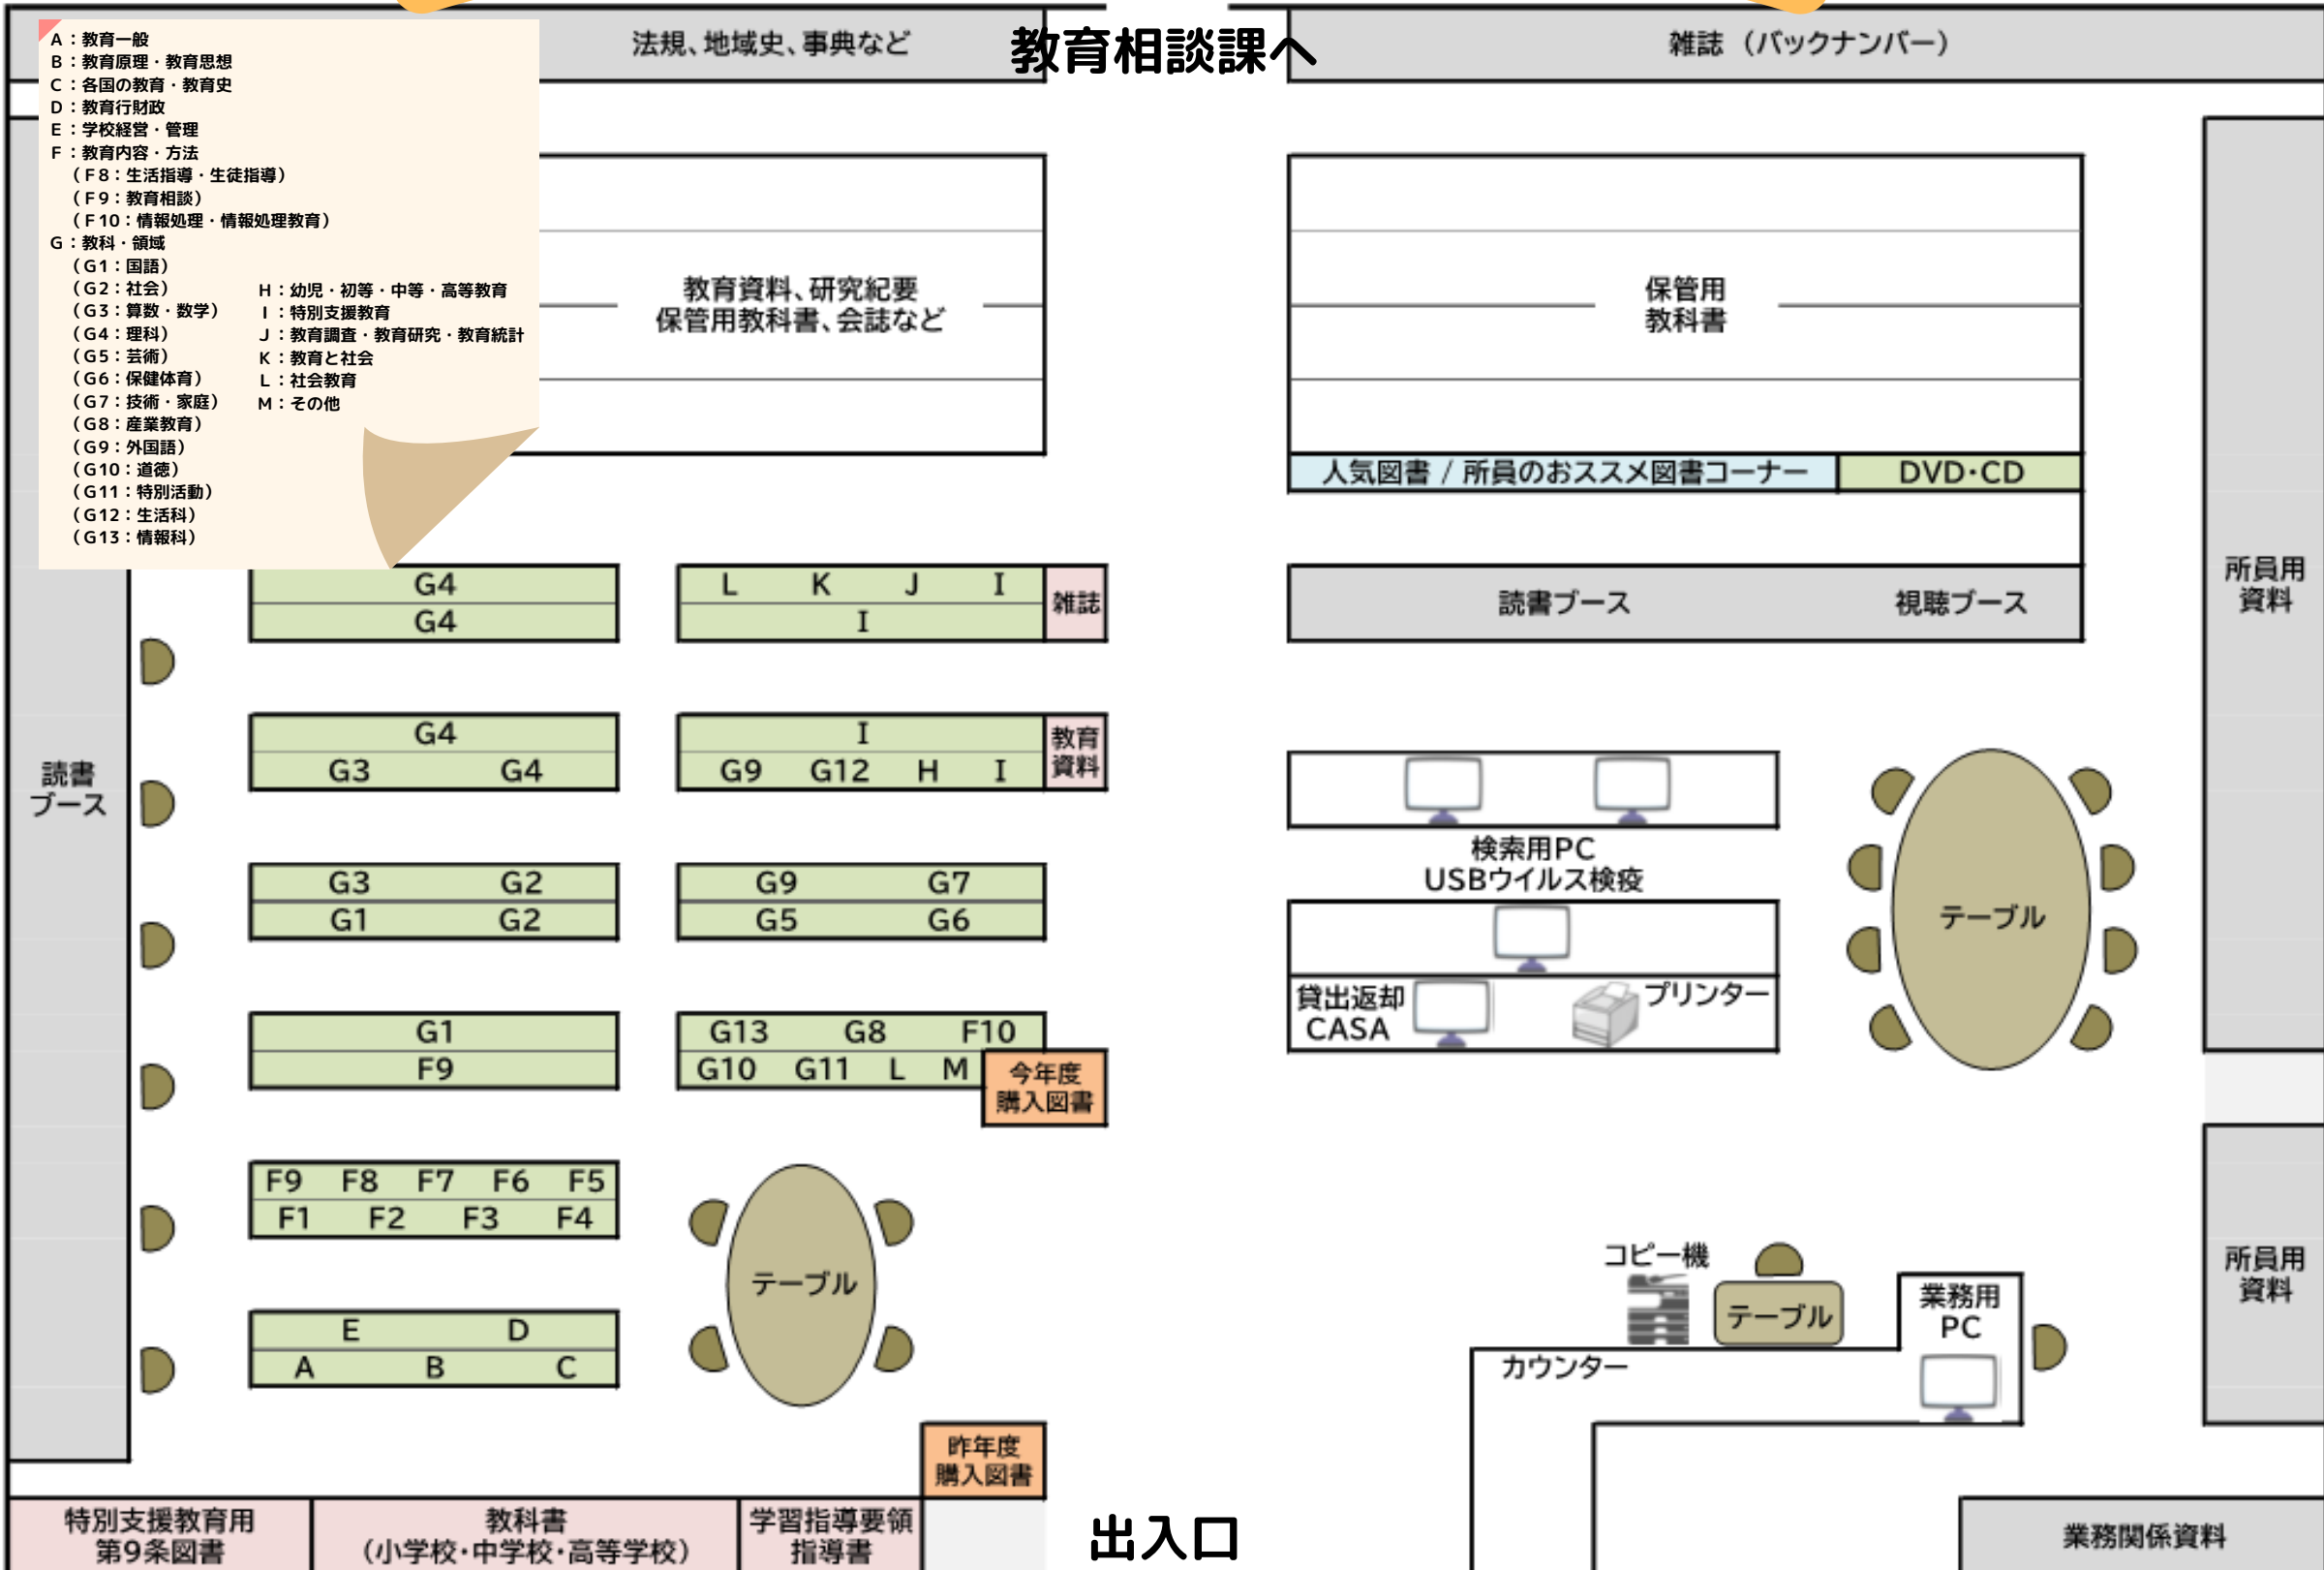 A：教育一般
B：教育原理・教育思想
C：各国の教育・教育史
D：教育行財政
E：学校経営・管理
F：教育内容・方法
（F8：生活指導・生徒指導）
（F9：教育相談）
（F10：情報処理・情報処理教育）
G：教科・領域
（G1：国語）
（G2：社会）
（G3：算数・数学）
（G4：理科）
（G5：芸術）
（G6：保健体育）
（G7：技術・家庭）
（G8：産業教育）
（G9：外国語）
（G10：道徳）
（G11：特別活動）
（G12：生活科）
（G13：情報科）
H：幼児・初等・中等・高等教育
I：特別支援教育
J：教育調査・教育研究・教育統計
K：教育と社会
L：社会教育
M：その他
法規、地域史、事典など
教育相談課へ
雑誌（バックナンバー）
教育資料、研究紀要
保管用教科書、会誌など
保管用
教科書
人気図書 / 所員のおススメ図書コーナー
DVD・CD
読書ブース
視聴ブース
所員用
資料
読書
ブース
G4
G4
L K J I
I
雑誌
G4
G3 G4
I
G9 G12 H I
教育
資料
G3 G2
G1 G2
G9 G7
G5 G6
検索用PC
USBウイルス検疫
テーブル
貸出返却
CASA
プリンター
G1
F9
G13 G8 F10
G10 G11 L M
今年度
購入図書
F9 F8 F7 F6 F5
F1 F2 F3 F4
テーブル
E D
A B C
コピー機
テーブル
業務用
PC
カウンター
所員用
資料
昨年度
購入図書
特別支援教育用
第9条図書
教科書
（小学校・中学校・高等学校）
学習指導要領
指導書
出入口
業務関係資料